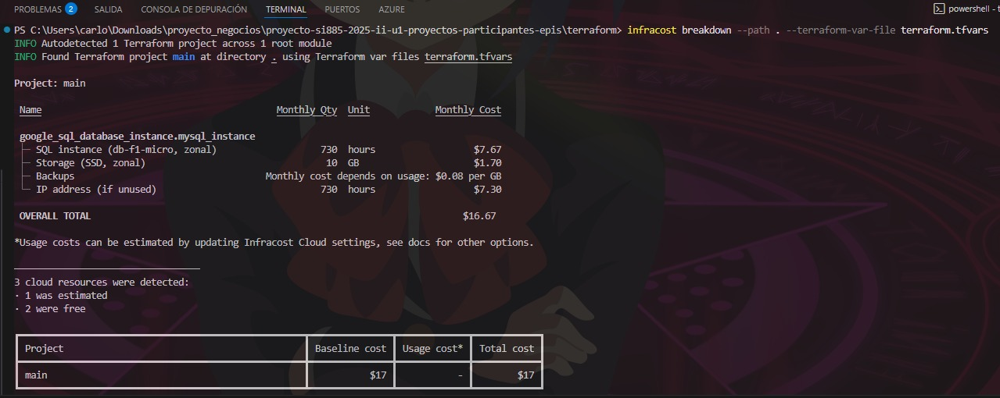 PROBLEMAS 2 SALIDA CONSOLA DE DEPURACIÓN TERMINAL PUERTOS AZURE powershell - t
PS C:\Users\carlo\Downloads\proyecto_negocios\proyecto-si885-2025-ii-u1-proyectos-participantes-epis\terraform> infracost breakdown --path . --terraform-var-file terraform.tfvars
INFO Autodetected 1 Terraform project across 1 root module
INFO Found Terraform project main at directory . using Terraform var files terraform.tfvars
Project: main
Name Monthly Qty Unit Monthly Cost
google_sql_database_instance.mysql_instance
├─ SQL instance (db-f1-micro, zonal) 730 hours $7.67
├─ Storage (SSD, zonal) 10 GB $1.70
├─ Backups Monthly cost depends on usage: $0.08 per GB
└─ IP address (if unused) 730 hours $7.30
OVERALL TOTAL $16.67
*Usage costs can be estimated by updating Infracost Cloud settings, see docs for other options.
──────────────────────────────────
3 cloud resources were detected:
∙ 1 was estimated
∙ 2 were free
Project Baseline cost Usage cost* Total cost
main $17 - $17